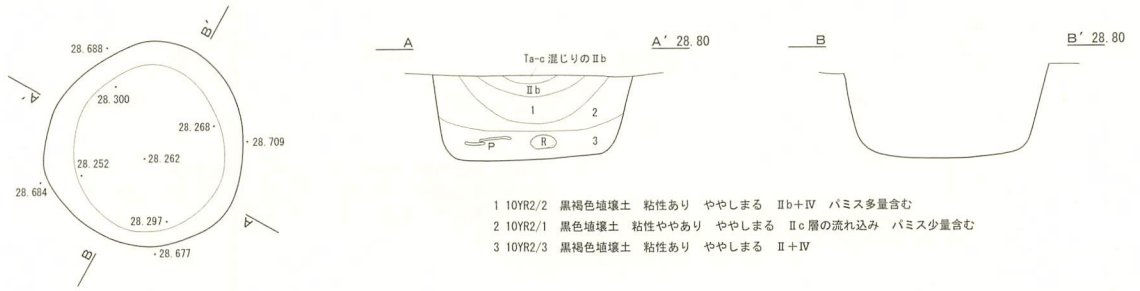 B′
28.688
A′
28.300
28.268
28.709
28.262
28.252
28.684
28.297
A
B
28.677
A A′ 28.80
Ta-c 混じりのⅡb
Ⅱb
1 2
P R 3
B B′ 28.80
1 10YR2/2 黒褐色埴壌土 粘性あり ややしまる Ⅱb+Ⅳ パミス多量含む
2 10YR2/1 黒色埴壌土 粘性ややあり ややしまる Ⅱc層の流れ込み パミス少量含む
3 10YR2/3 黒褐色埴壌土 粘性あり ややしまる Ⅱ+Ⅳ